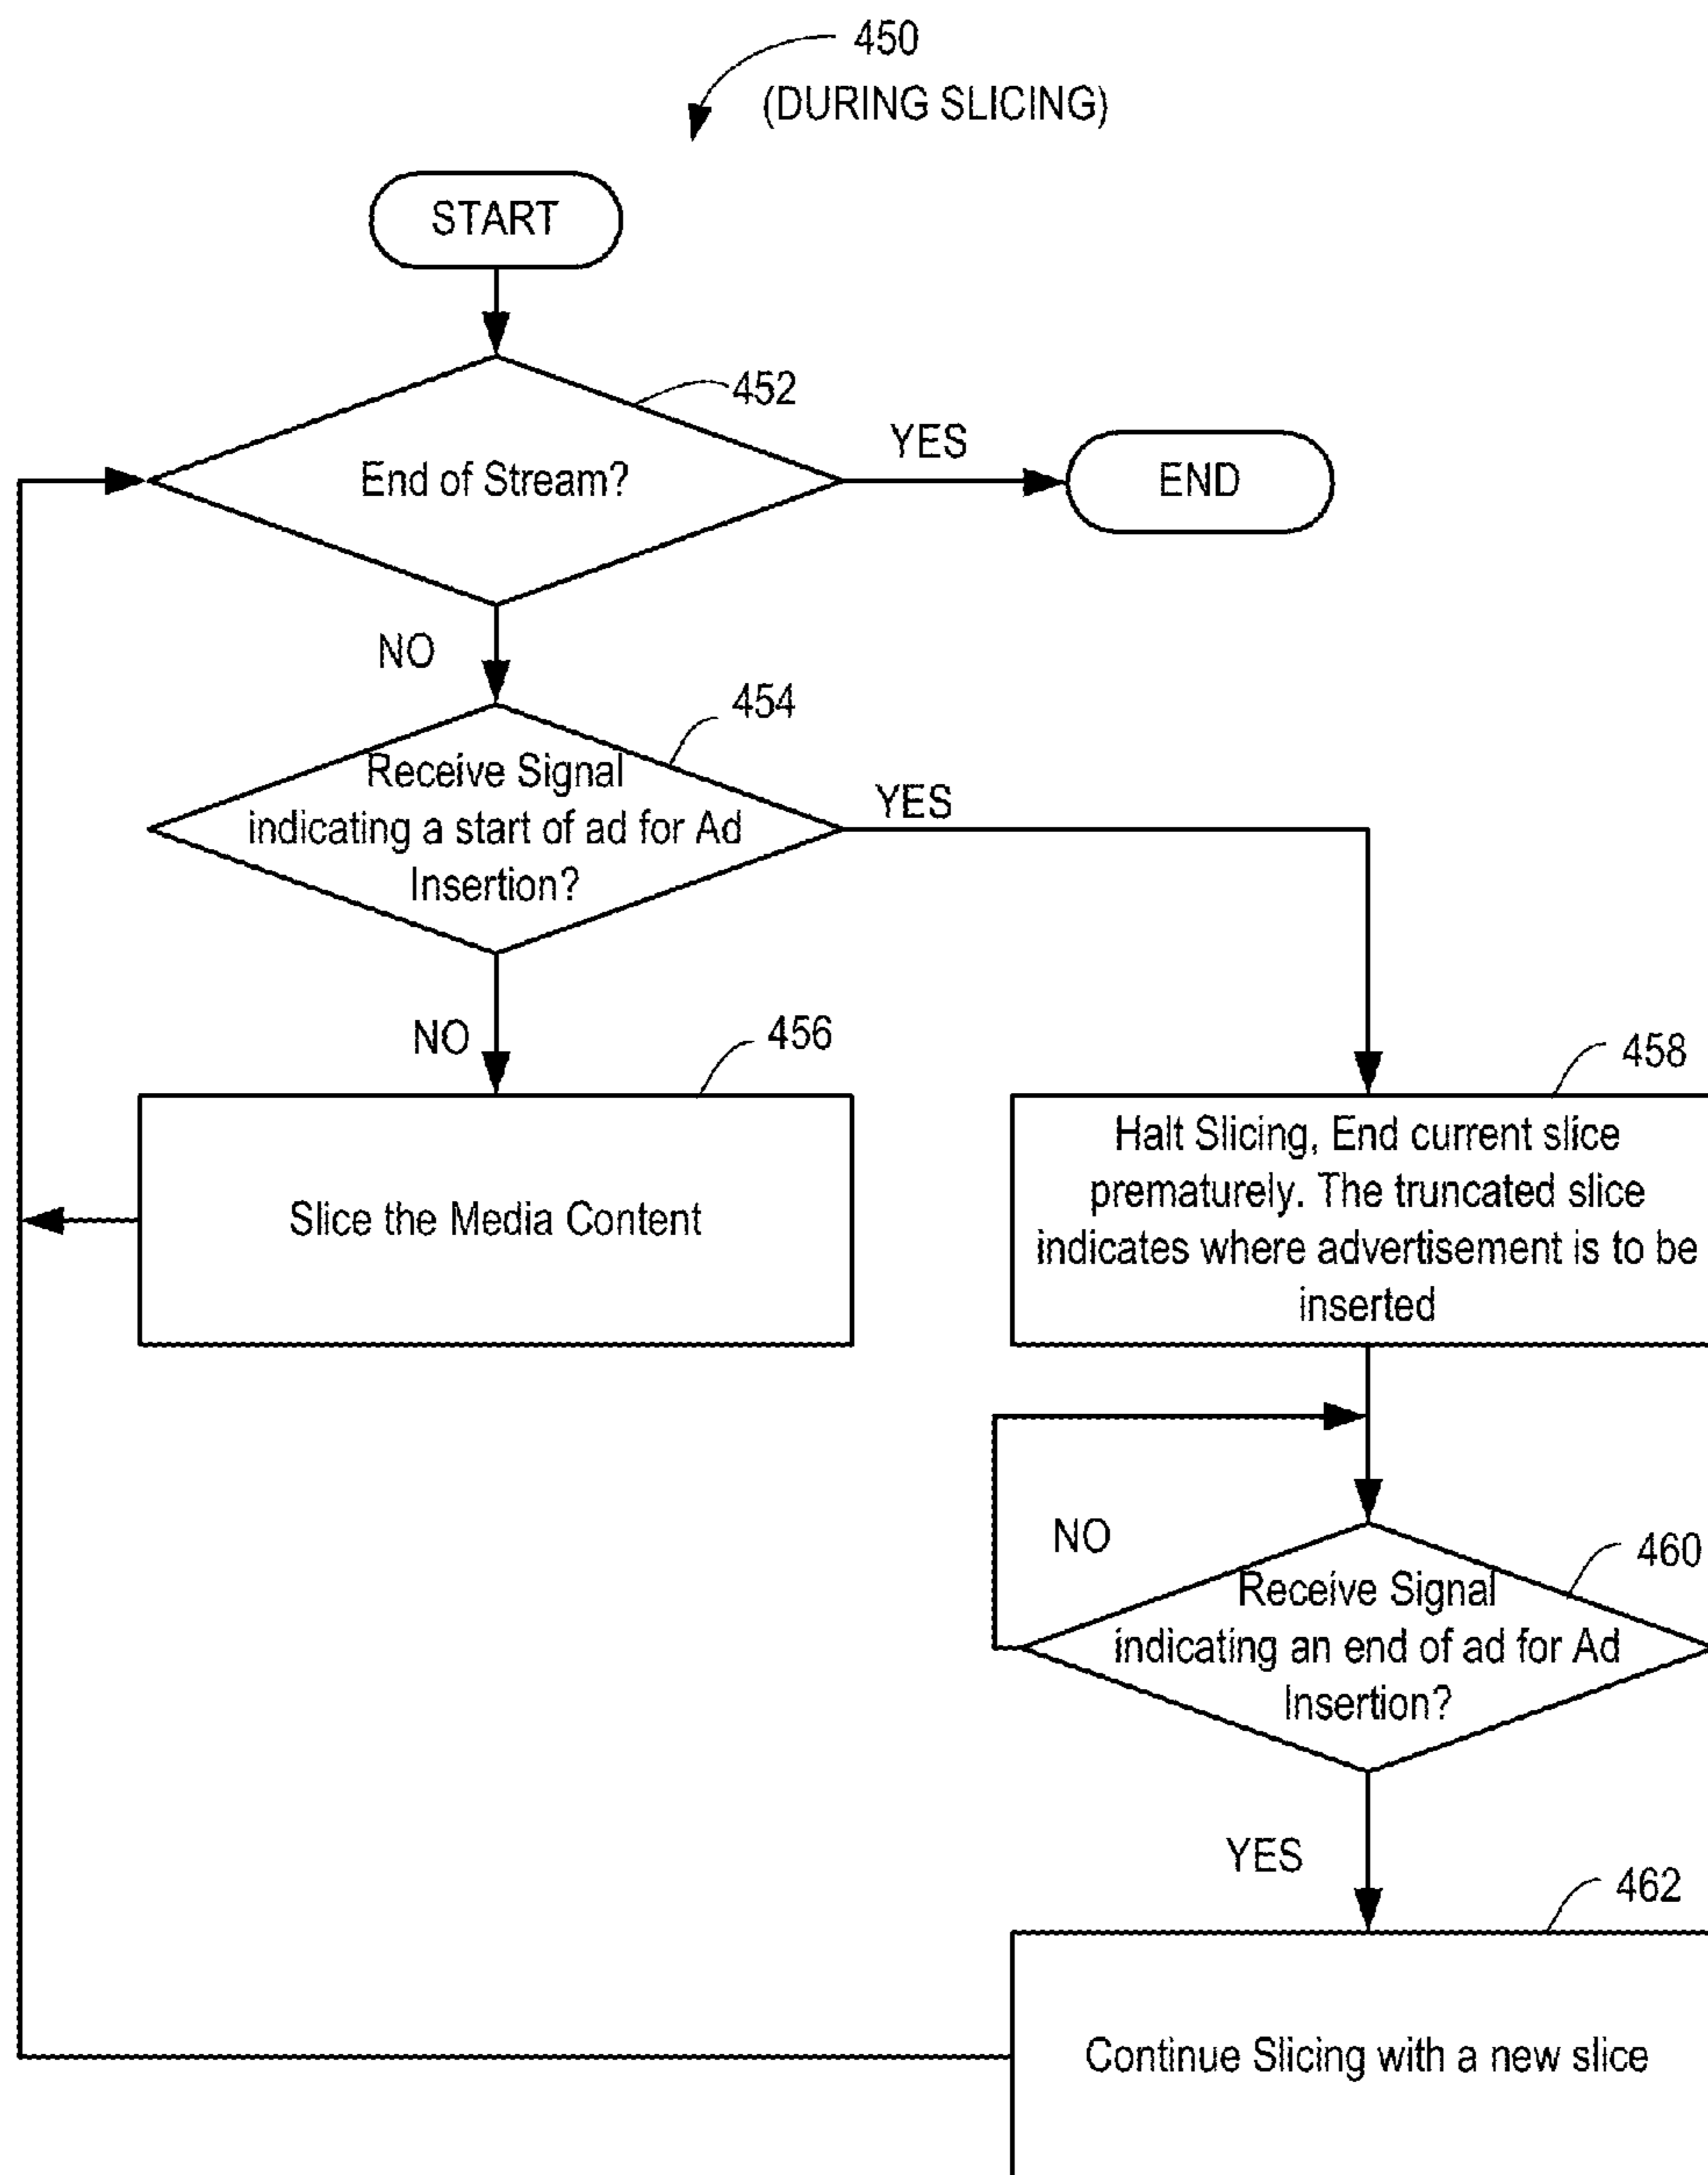 450
(DURING SLICING)
START
452
End of Stream?
YES
END
NO
454
Receive Signal
indicating a start of ad for Ad
Insertion?
YES
NO
456
Slice the Media Content
458
Halt Slicing, End current slice
prematurely. The truncated slice
indicates where advertisement is to be
inserted
NO
460
Receive Signal
indicating an end of ad for Ad
Insertion?
YES
462
Continue Slicing with a new slice